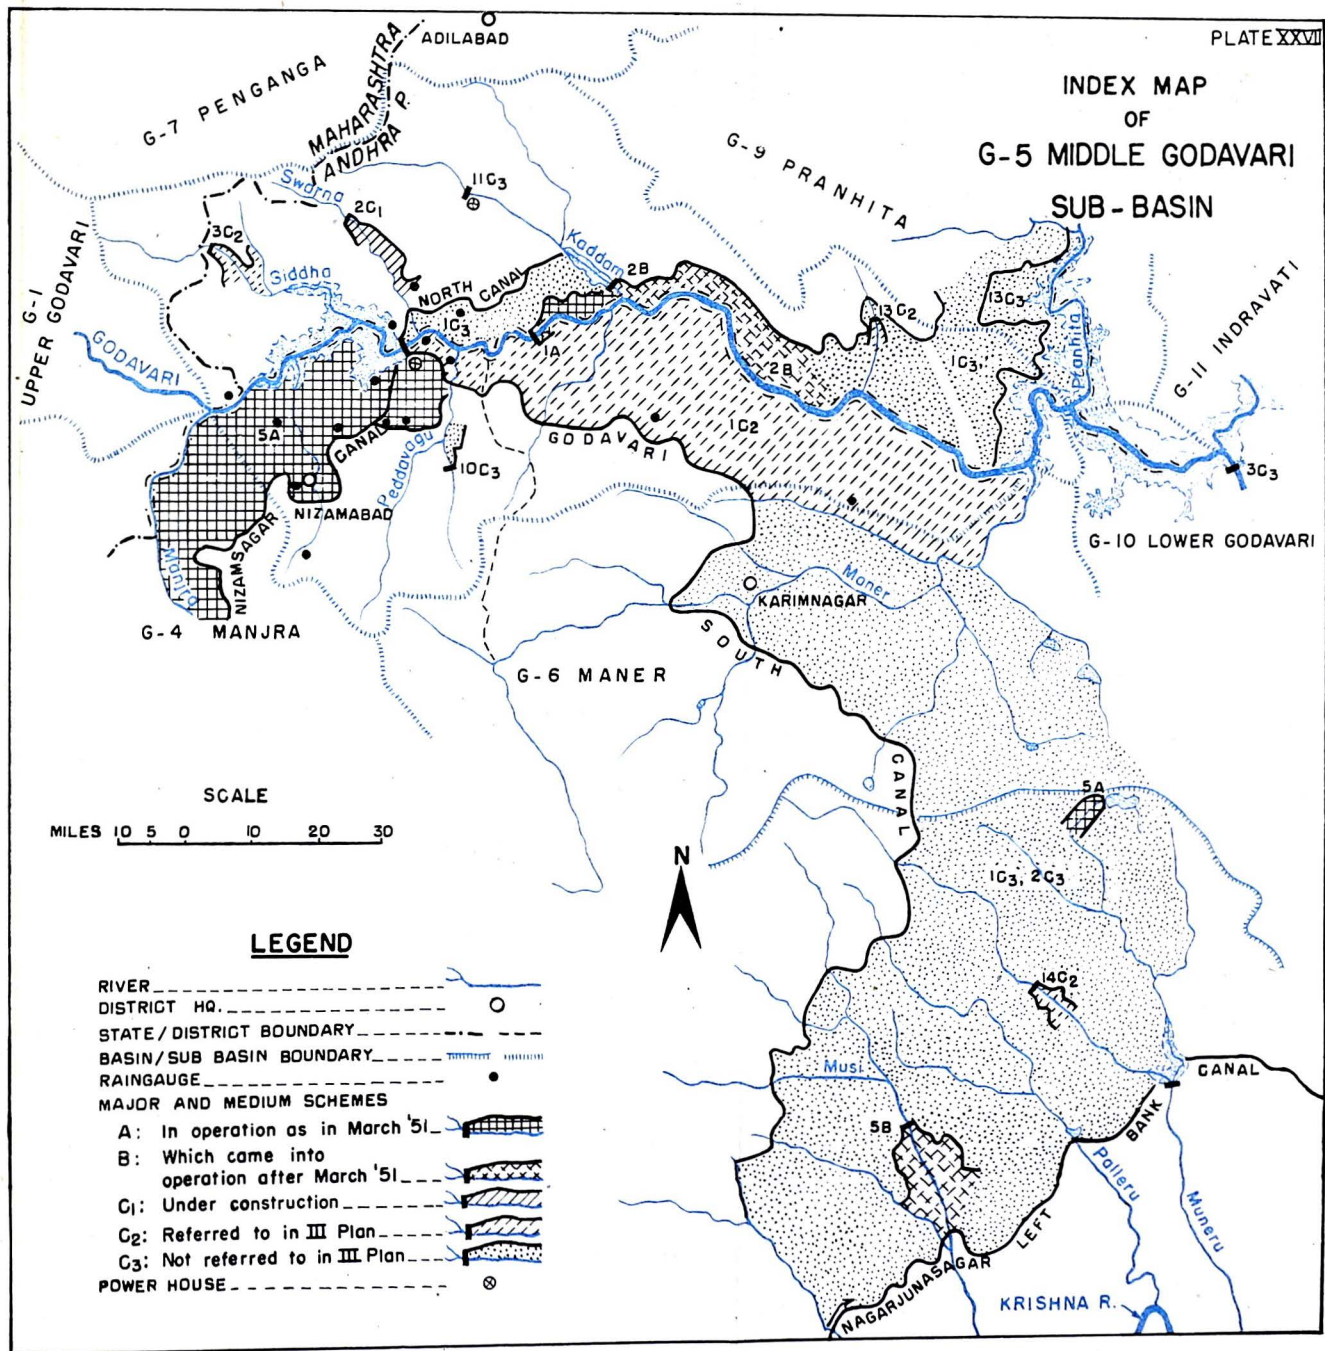 PLATE XXVII
INDEX MAP
OF
G-5 MIDDLE GODAVARI
SUB-BASIN
ADILABAD
G-7 PENGANGA
MAHARASHTRA
ANDHRA P.
G-9 PRANHITA
Swarna
11C3
2C1
3C2
UPPER G-1
GODAVARI
Siddha
Kaddam
2B
NORTH
CANAL
1C3
1A
13C2
13C3
1C3,
Pranhita
G-11 INDRAVATI
GODAVARI
2B
5A
CANAL
GODAVARI
1C2
Peddavagu
10C3
3C3
NIZAMABAD
NIZAMSAGAR
Manjra
G-10 LOWER GODAVARI
G-4 MANJRA
Maner
KARIMNAGAR
SOUTH
G-6 MANER
CANAL
5A
SCALE
MILES 10 5 0 10 20 30
N
1C3, 2C3
14C2
Musi
5B
CANAL
BANK
LEFT
NAGARJUNASAGAR
Palleru
Muneru
KRISHNA R.
LEGEND
RIVER
DISTRICT HQ.
STATE/DISTRICT BOUNDARY
BASIN/SUB BASIN BOUNDARY
RAINGAUGE
MAJOR AND MEDIUM SCHEMES
A: In operation as in March '51
B: Which came into
operation after March '51
C1: Under construction
C2: Referred to in III Plan
C3: Not referred to in III Plan
POWER HOUSE